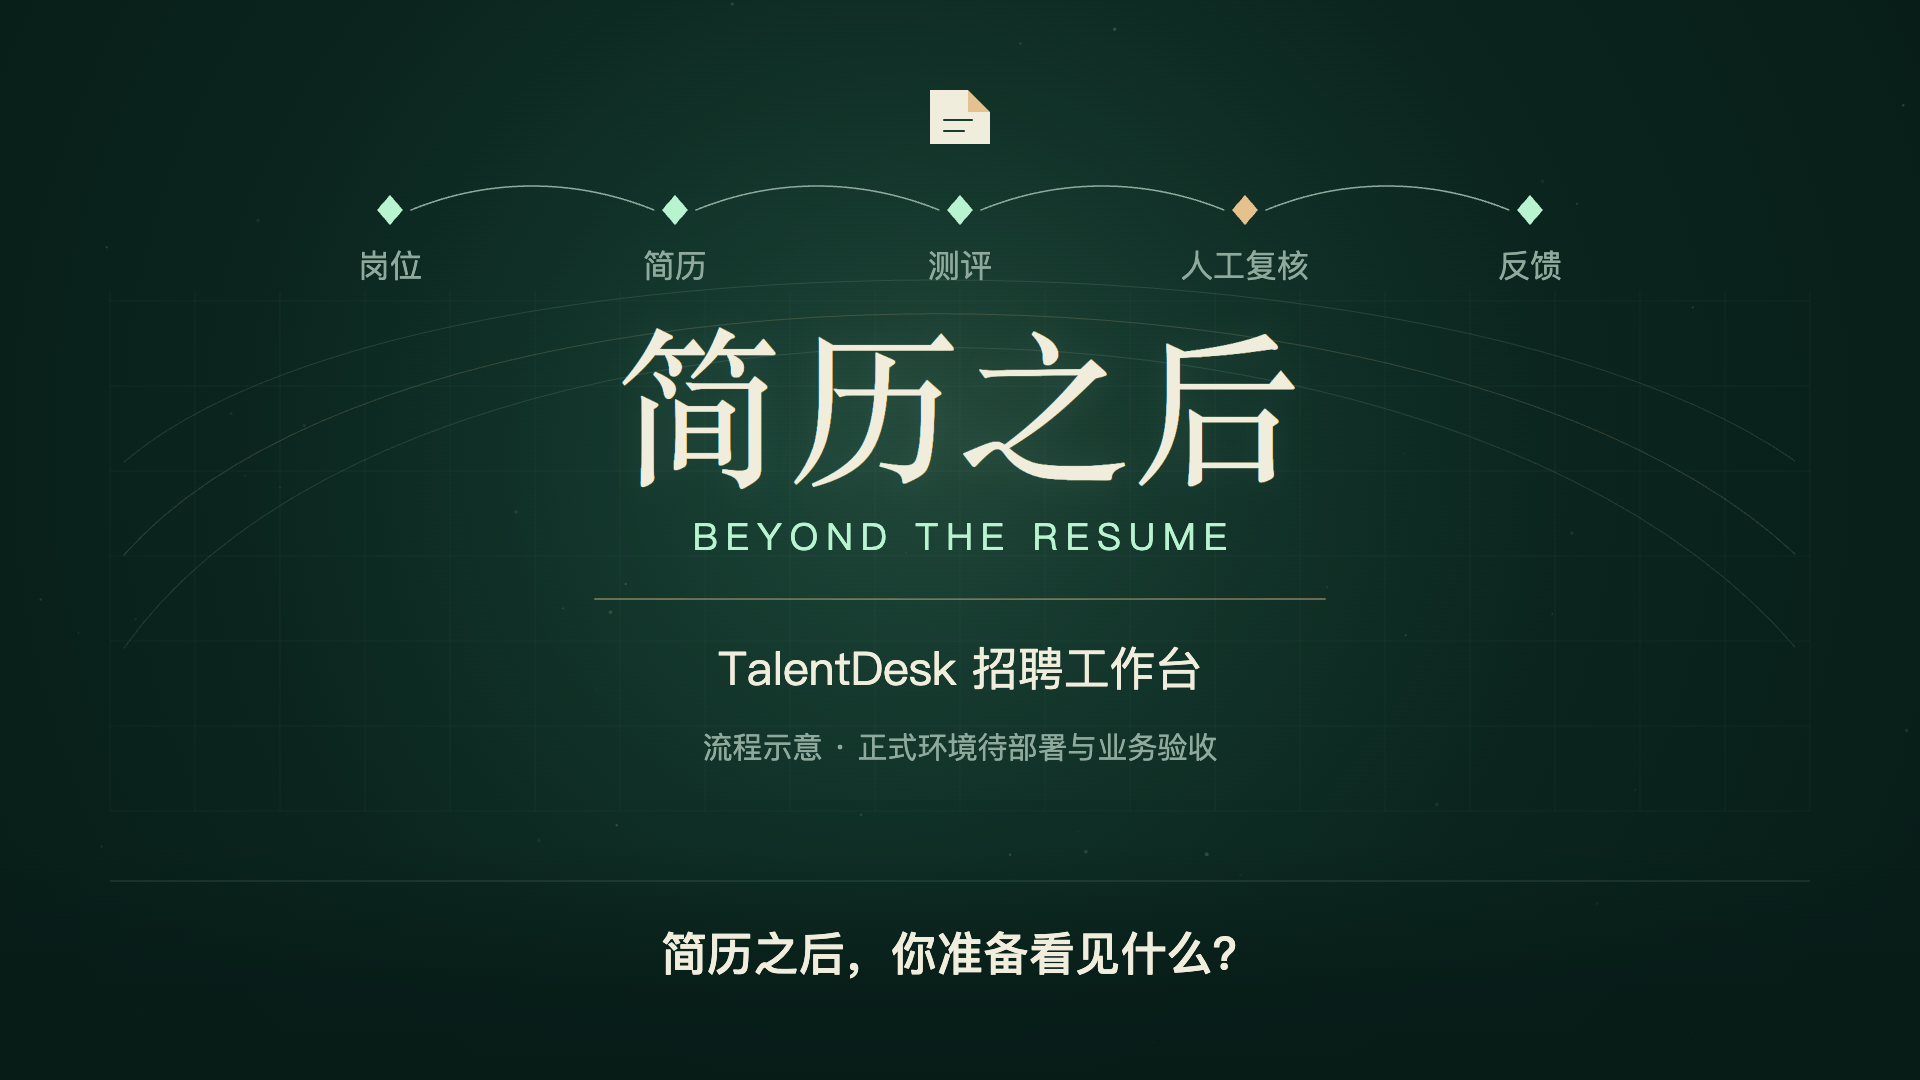 岗位 简历 测评 人工复核 反馈
简历之后
BEYOND THE RESUME
TalentDesk 招聘工作台
流程示意 · 正式环境待部署与业务验收
简历之后，你准备看见什么？